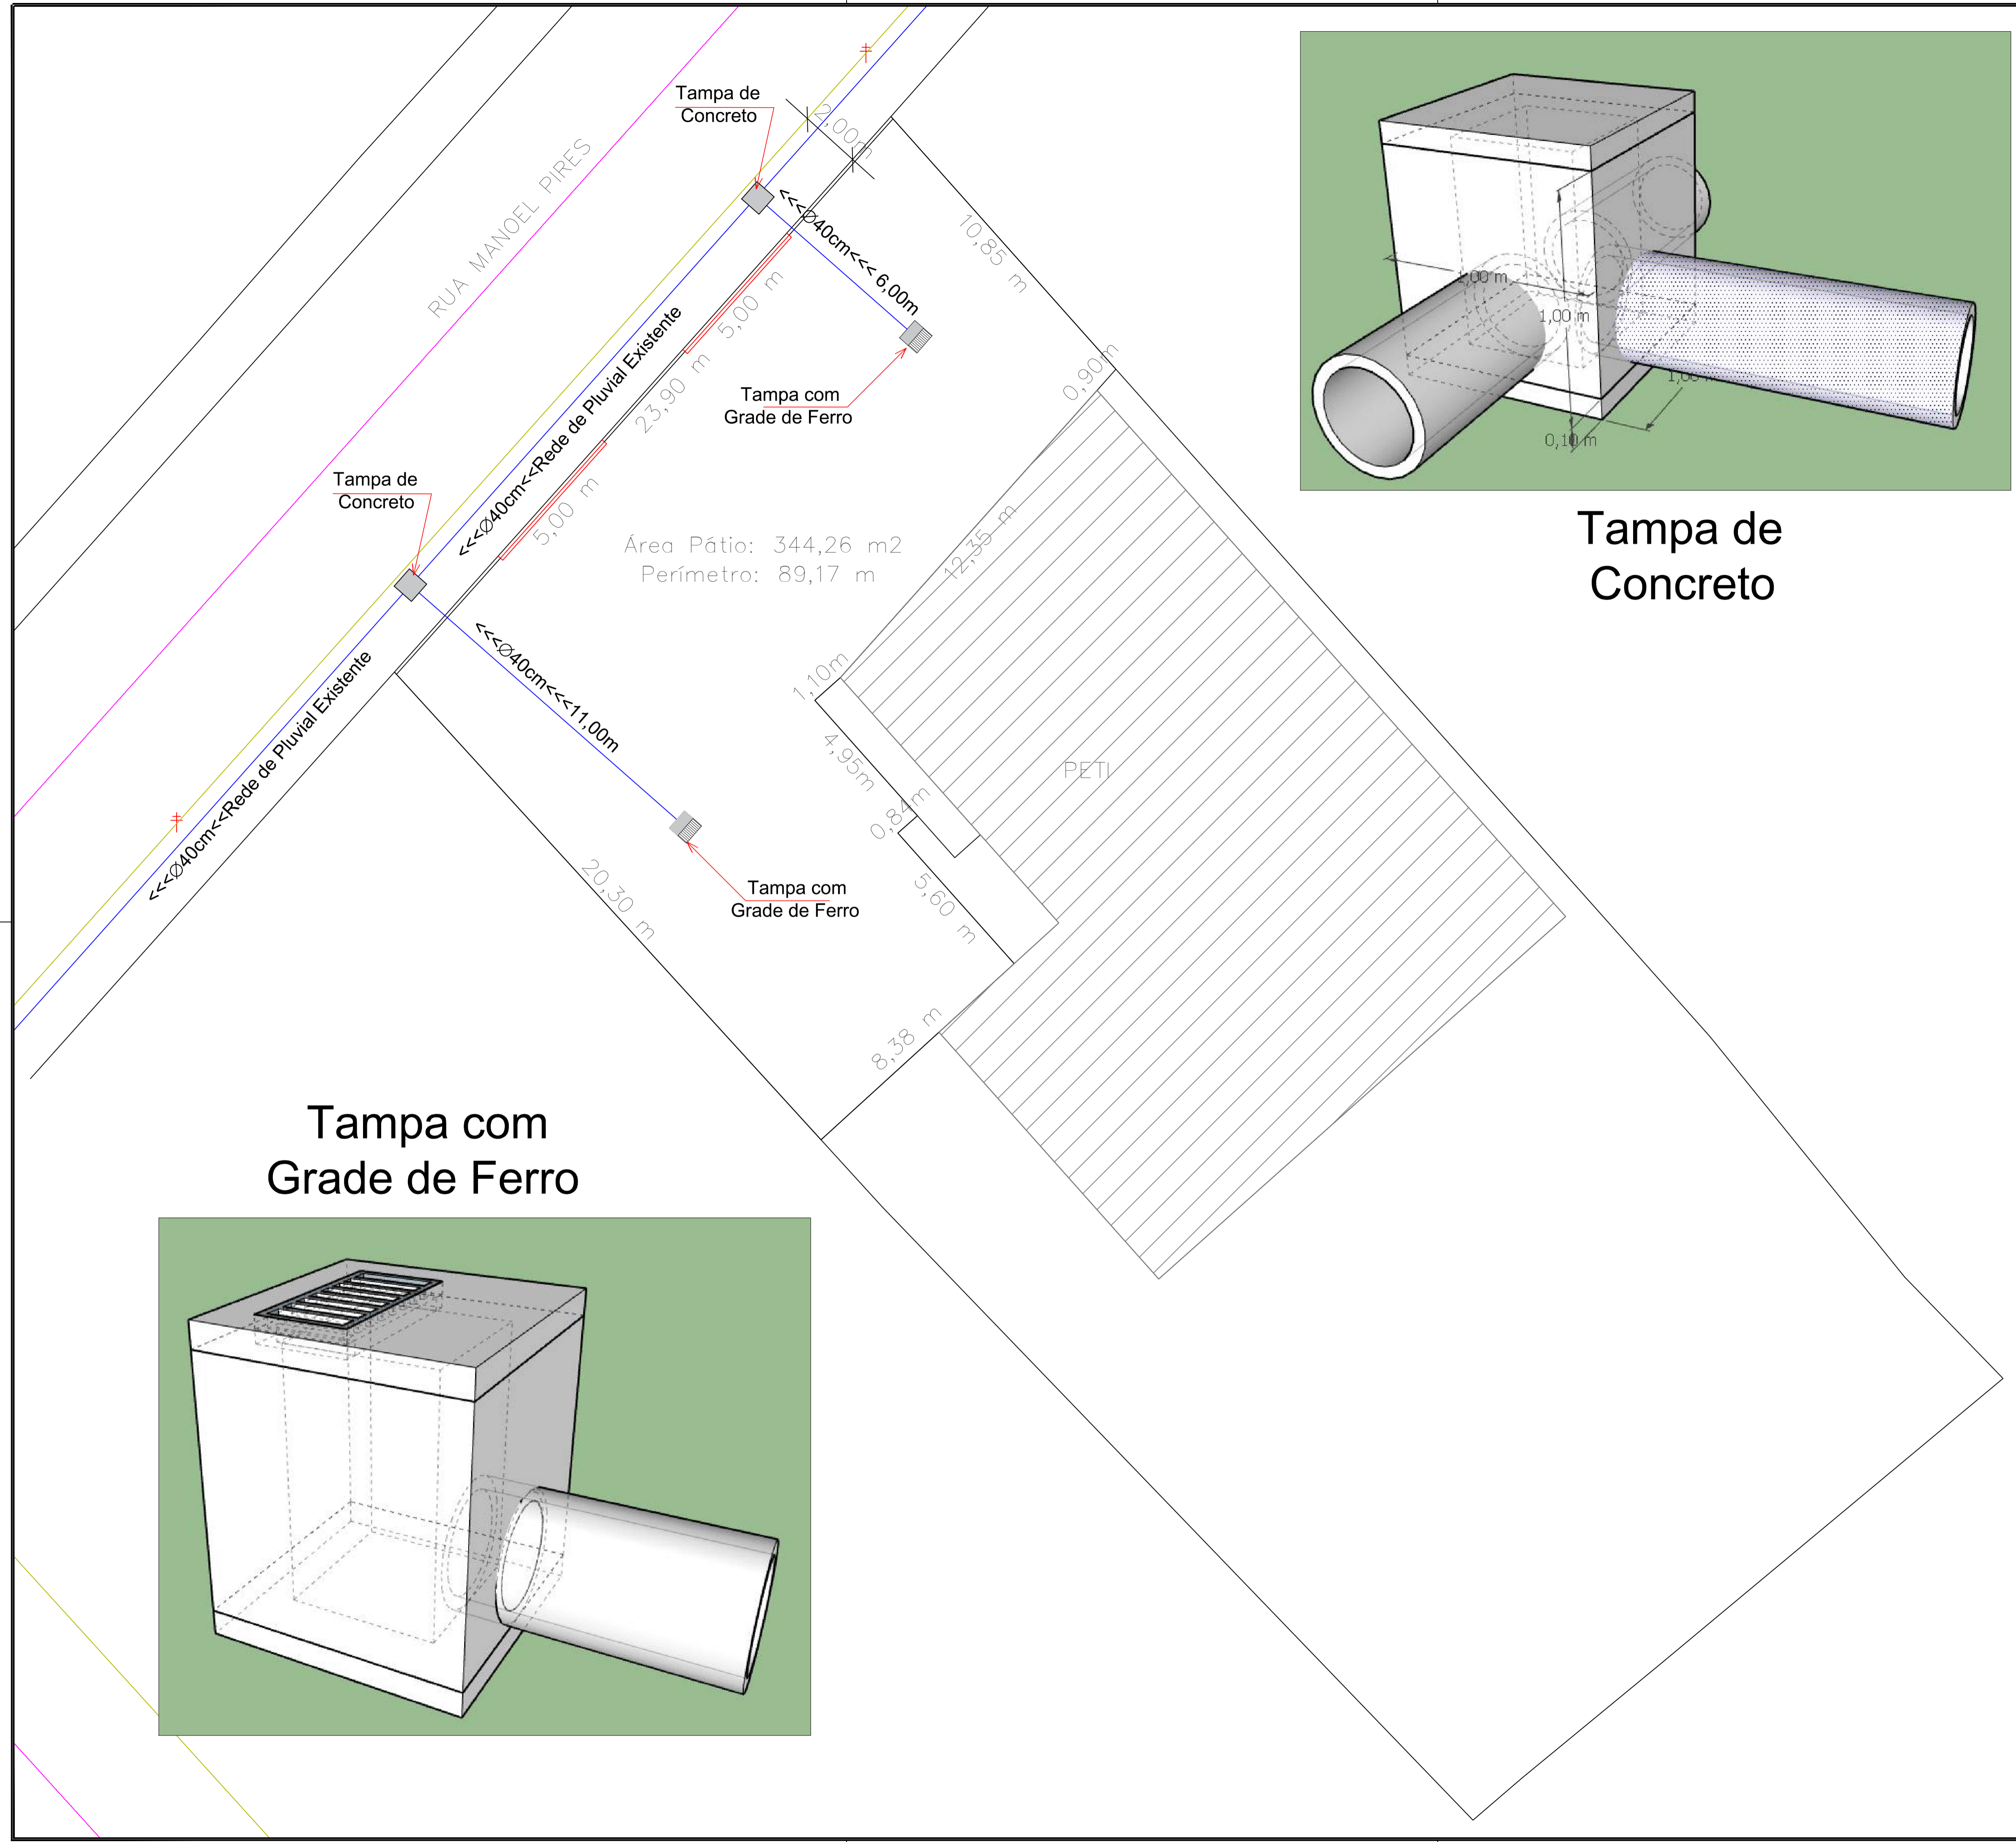 Tampa de
Concreto
2,00m
RUA MANOEL PIRES
<<<Ø40cm<<< 6,00m
10,85 m
5,00 m
<<<Ø40cm<<Rede de Pluvial Existente
23,90 m
Tampa com
Grade de Ferro
0,90m
Tampa de
Concreto
5,00 m
Área Pátio: 344,26 m2
Perímetro: 89,17 m
12,35 m
<<<Ø40cm<<<11,00m
1,10m
4,95m
PETI
<<<Ø40cm<<Rede de Pluvial Existente
0,84m
20,30 m
Tampa com
Grade de Ferro
5,60 m
8,38 m
1,00 m
1,00 m
1,00 m
0,10 m
Tampa de
Concreto
Tampa com
Grade de Ferro